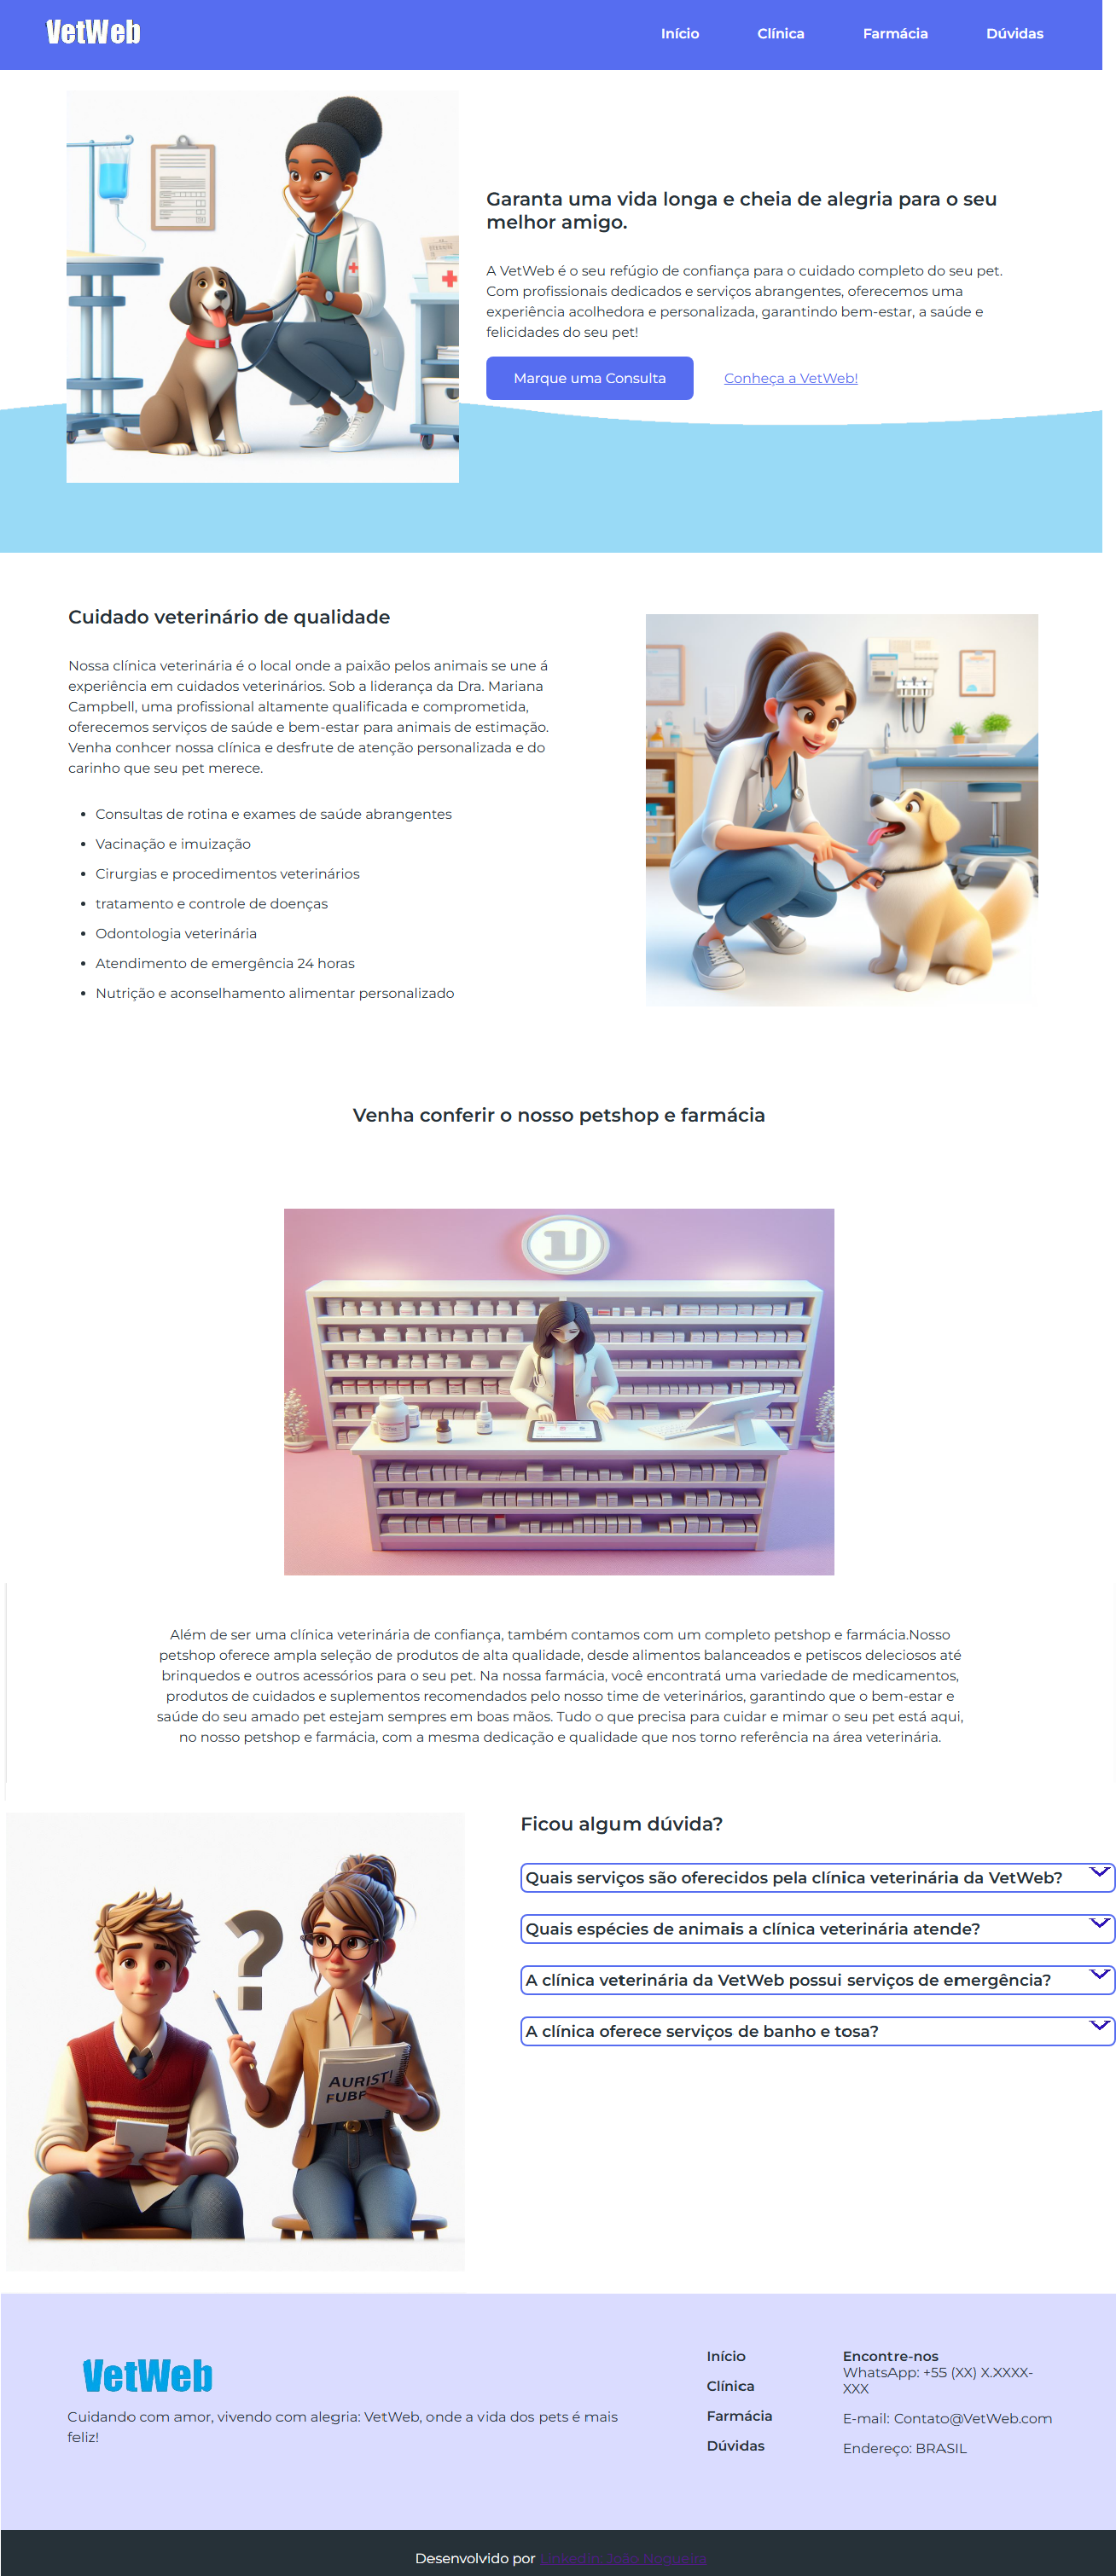 VetWeb
Início Clínica Farmácia Dúvidas
Garanta uma vida longa e cheia de alegria para o seu
melhor amigo.
A VetWeb é o seu refúgio de confiança para o cuidado completo do seu pet.
Com profissionais dedicados e serviços abrangentes, oferecemos uma
experiência acolhedora e personalizada, garantindo bem-estar, a saúde e
felicidades do seu pet!
Marque uma Consulta Conheça a VetWeb!
Cuidado veterinário de qualidade
Nossa clínica veterinária é o local onde a paixão pelos animais se une á
experiência em cuidados veterinários. Sob a liderança da Dra. Mariana
Campbell, uma profissional altamente qualificada e comprometida,
oferecemos serviços de saúde e bem-estar para animais de estimação.
Venha conhcer nossa clínica e desfrute de atenção personalizada e do
carinho que seu pet merece.
• Consultas de rotina e exames de saúde abrangentes
• Vacinação e imuização
• Cirurgias e procedimentos veterinários
• tratamento e controle de doenças
• Odontologia veterinária
• Atendimento de emergência 24 horas
• Nutrição e aconselhamento alimentar personalizado
Venha conferir o nosso petshop e farmácia
Além de ser uma clínica veterinária de confiança, também contamos com um completo petshop e farmácia.Nosso
petshop oferece ampla seleção de produtos de alta qualidade, desde alimentos balanceados e petiscos deleciosos até
brinquedos e outros acessórios para o seu pet. Na nossa farmácia, você encontratá uma variedade de medicamentos,
produtos de cuidados e suplementos recomendados pelo nosso time de veterinários, garantindo que o bem-estar e
saúde do seu amado pet estejam sempres em boas mãos. Tudo o que precisa para cuidar e mimar o seu pet está aqui,
no nosso petshop e farmácia, com a mesma dedicação e qualidade que nos torno referência na área veterinária.
Ficou algum dúvida?
Quais serviços são oferecidos pela clínica veterinária da VetWeb?
Quais espécies de animais a clínica veterinária atende?
A clínica veterinária da VetWeb possui serviços de emergência?
A clínica oferece serviços de banho e tosa?
?
AURIST!
FUBF
VetWeb
Cuidando com amor, vivendo com alegria: VetWeb, onde a vida dos pets é mais
feliz!
Início
Clínica
Farmácia
Dúvidas
Encontre-nos
WhatsApp: +55 (XX) X.XXXX-
XXX
E-mail: Contato@VetWeb.com
Endereço: BRASIL
Desenvolvido por Linkedin: João Nogueira